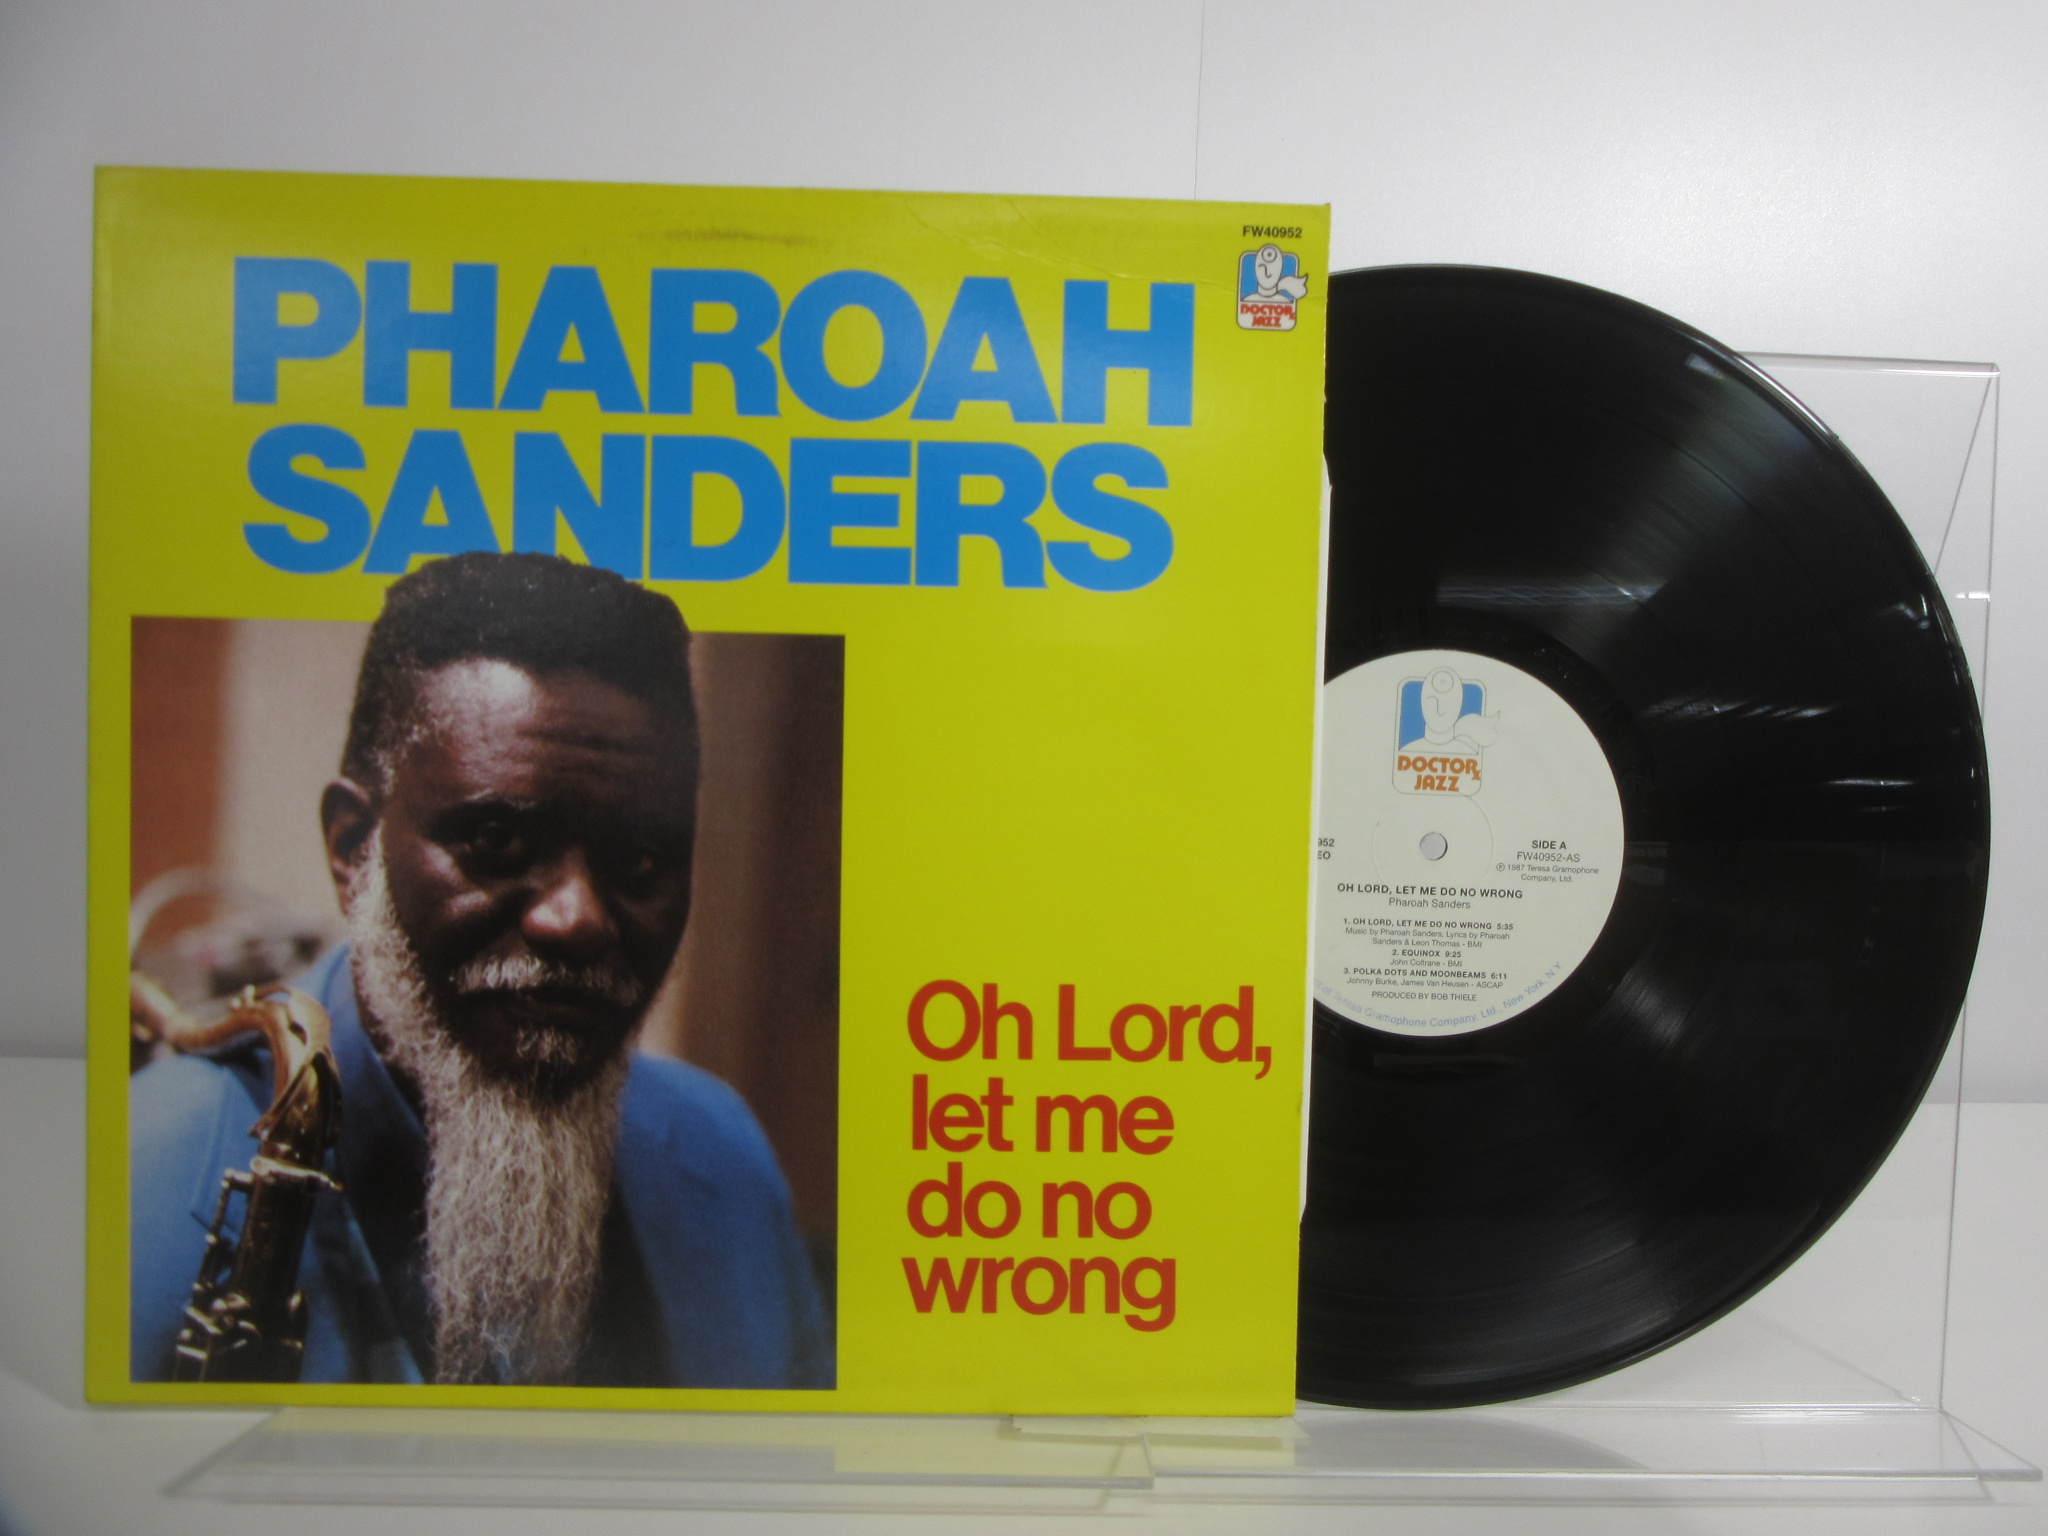 FW40952
DOCTOR
JAZZ
PHAROAH
SANDERS
Oh Lord,
let me
do no
wrong
DOCTOR
JAZZ
952
EO
SIDE A
FW40952-AS
℗ 1987 Teresa Gramophone
Company, Ltd.
OH LORD, LET ME DO NO WRONG
Pharoah Sanders
1. OH LORD, LET ME DO NO WRONG 5:35
Music by Pharoah Sanders, Lyrics by Pharoah
Sanders & Leon Thomas - BMI
2. EQUINOX 9:25
John Coltrane - BMI
3. POLKA DOTS AND MOONBEAMS 6:11
Johnny Burke, James Van Heusen - ASCAP
PRODUCED BY BOB THIELE
of Teresa Gramophone Company, Ltd., New York, N.Y